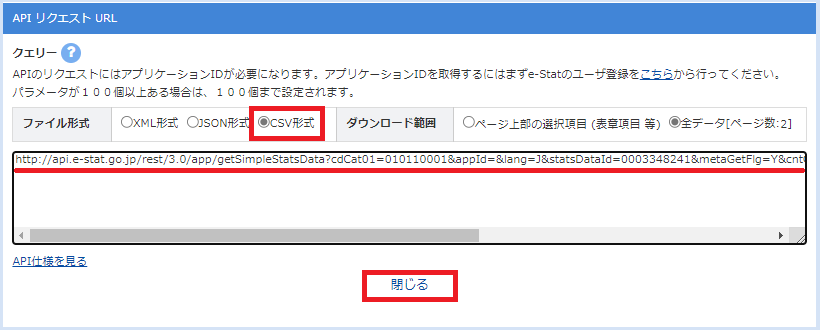 API リクエスト URL
クエリー ?
APIのリクエストにはアプリケーションIDが必要になります。アプリケーションIDを取得するにはまずe-Statのユーザ登録をこちらから行ってください。
パラメータが１００個以上ある場合は、１００個まで設定されます。
ファイル形式 XML形式 JSON形式 CSV形式 ダウンロード範囲 ページ上部の選択項目 (表章項目 等) 全データ[ページ数:2]
http://api.e-stat.go.jp/rest/3.0/app/getSimpleStatsData?cdCat01=010110001&appId=&lang=J&statsDataId=0003348241&metaGetFlg=Y&cnt
API仕様を見る
閉じる